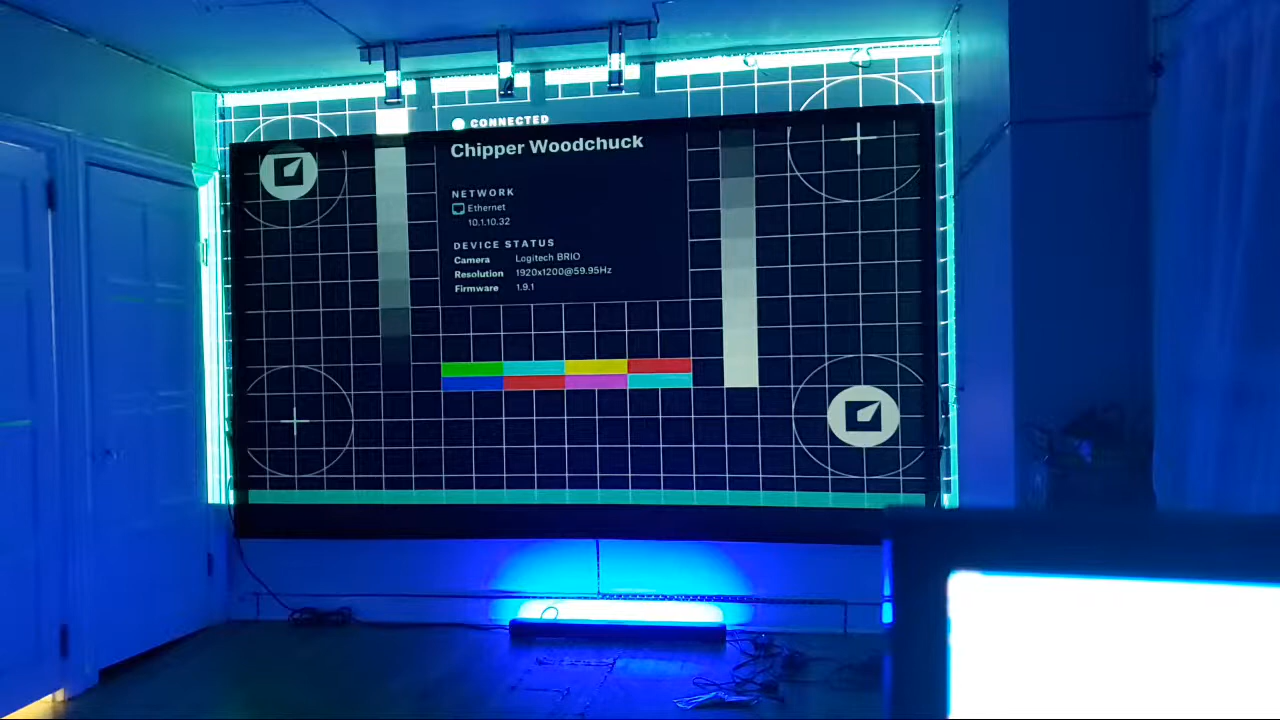 CONNECTED
Chipper Woodchuck
NETWORK
Ethernet
10.1.10.32
DEVICE STATUS
Camera Logitech BRIO
Resolution 1920x1200@59.95Hz
Firmware 1.9.1